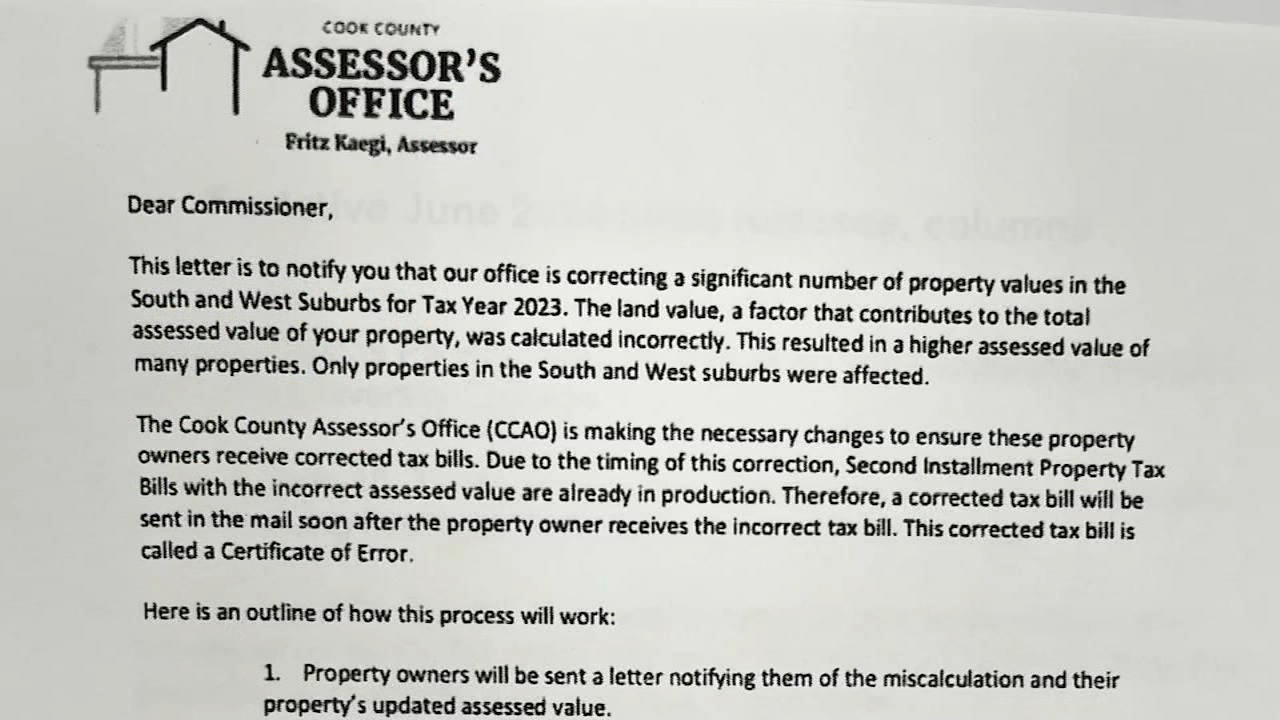 COOK COUNTY
ASSESSOR'S
OFFICE
Fritz Kaegi, Assessor
Dear Commissioner,
This letter is to notify you that our office is correcting a significant number of property values in the
South and West Suburbs for Tax Year 2023. The land value, a factor that contributes to the total
assessed value of your property, was calculated incorrectly. This resulted in a higher assessed value of
many properties. Only properties in the South and West suburbs were affected.
The Cook County Assessor's Office (CCAO) is making the necessary changes to ensure these property
owners receive corrected tax bills. Due to the timing of this correction, Second Installment Property Tax
Bills with the incorrect assessed value are already in production. Therefore, a corrected tax bill will be
sent in the mail soon after the property owner receives the incorrect tax bill. This corrected tax bill is
called a Certificate of Error.
Here is an outline of how this process will work:
1. Property owners will be sent a letter notifying them of the miscalculation and their
property's updated assessed value.